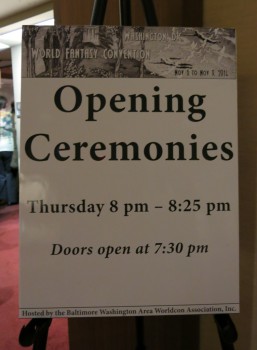 Washington DC
World Fantasy Convention
Opening
Ceremonies
Thursday 8 pm – 8:25 pm
Doors open at 7:30 pm
Hosted by the Baltimore Washington Area Worldcon Association, Inc.